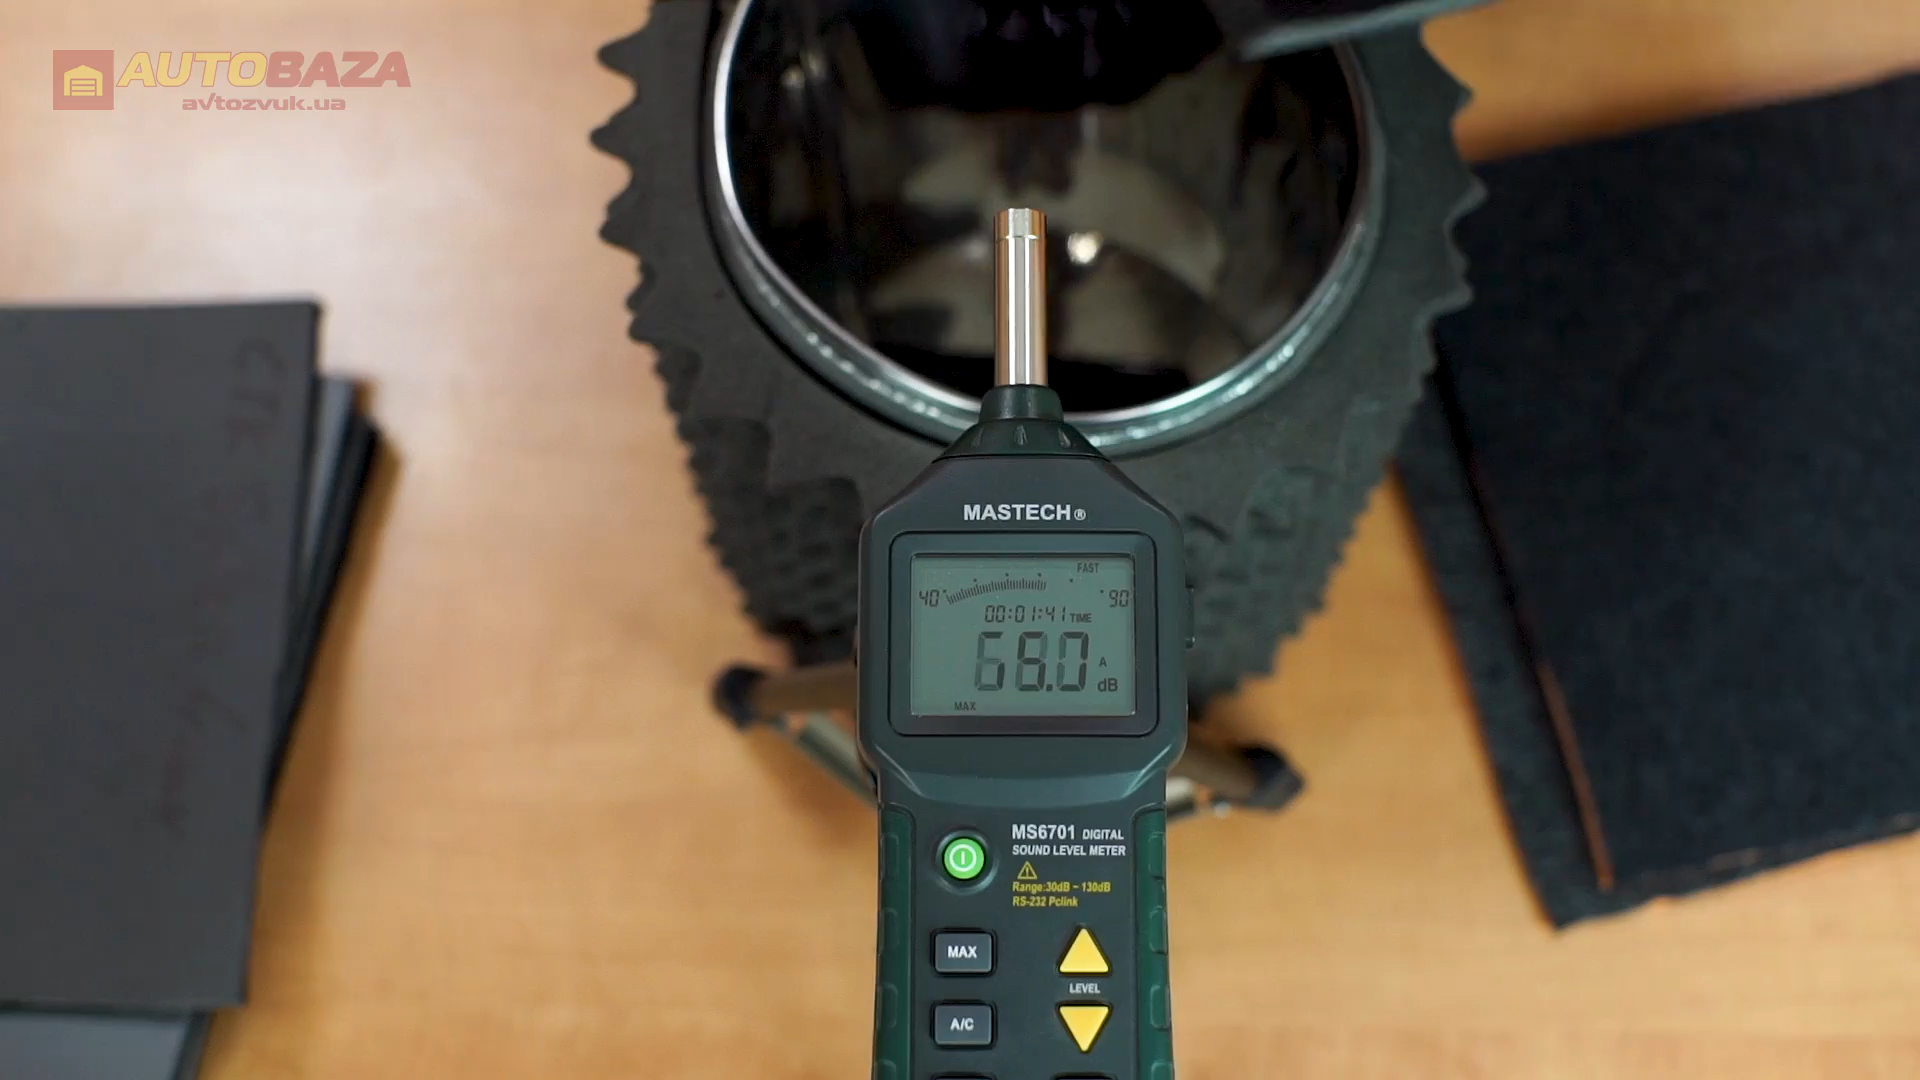 AUTOBAZA
avtozvuk.ua
MASTECH®
FAST
40 90
00:01:41 TIME
68.0 A dB
MAX
MS6701 DIGITAL
SOUND LEVEL METER
Range:30dB ~ 130dB
RS-232 Pclink
MAX
LEVEL
A/C